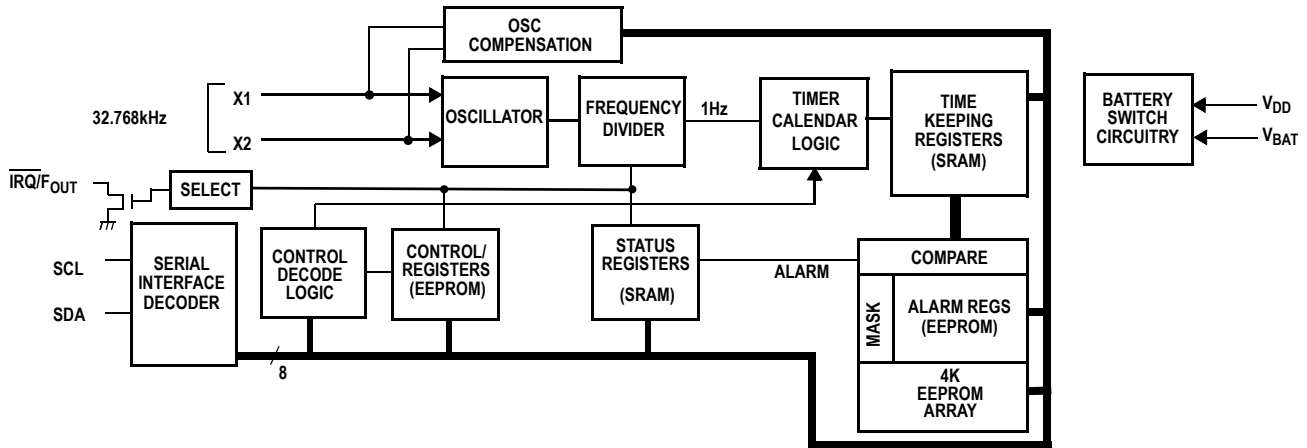 OSC
COMPENSATION
32.768kHz
X1
X2
OSCILLATOR
FREQUENCY
DIVIDER
1Hz
TIMER
CALENDAR
LOGIC
TIME
KEEPING
REGISTERS
(SRAM)
BATTERY
SWITCH
CIRCUITRY
VDD
VBAT
IRQ/FOUT
SELECT
SCL
SDA
SERIAL
INTERFACE
DECODER
CONTROL
DECODE
LOGIC
CONTROL/
REGISTERS
(EEPROM)
STATUS
REGISTERS
(SRAM)
ALARM
COMPARE
MASK
ALARM REGS
(EEPROM)
4K
EEPROM
ARRAY
8